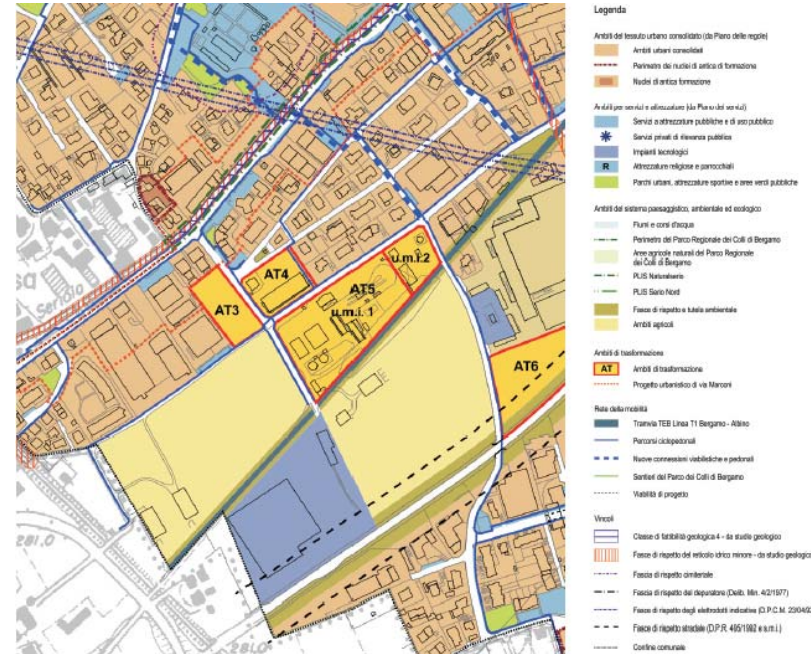 AT3
AT4
AT5
u.m.i. 1
u.m.i.2
AT6
Seriolo
281.0
281.0
Legenda
Ambiti del tessuto urbano consolidato (da Piano delle regole)
Ambiti urbani consolidati
Perimetro dei nuclei di antica di formazione
Nuclei di antica formazione
Ambiti per servizi e attrezzature (da Piano dei servizi)
Servizi a attrezzature pubbliche e di uso pubblico
Servizi privati di rilevanza pubblica
Impianti tecnologici
R
Attrezzature religiose e parrocchiali
Parchi urbani, attrezzature sportive e aree verdi pubbliche
Ambiti del sistema paesaggistico, ambientale ed ecologico
Fiumi e corsi d'acqua
Perimetro del Parco Regionale dei Colli di Bergamo
Aree agricole naturali del Parco Regionale
dei Colli di Bergamo
PLIS Naturalserio
PLIS Serio Nord
Fasce di rispetto e tutela ambientale
Ambiti agricoli
Ambiti di trasformazione
AT
Ambiti di trasformazione
Progetto urbanistico di via Marconi
Rete della mobilità
Tramvia TEB Linea T1 Bergamo - Albino
Percorsi ciclopedonali
Nuove connessioni viabilistiche e pedonali
Sentieri del Parco dei Colli di Bergamo
Viabilità di progetto
Vincoli
Classe di fattibilità geologica 4 - da studio geologico
Fasce di rispetto del reticolo idrico minore - da studio geologico
Fascia di rispetto cimiteriale
Fascia di rispetto del depuratore (Delib. Min. 4/2/1977)
Fasce di rispetto degli elettrodotti indicative (D.P.C.M. 23/04/92
Fasce di rispetto stradale (D.P.R. 495/1992 e s.m.i.)
Confine comunale